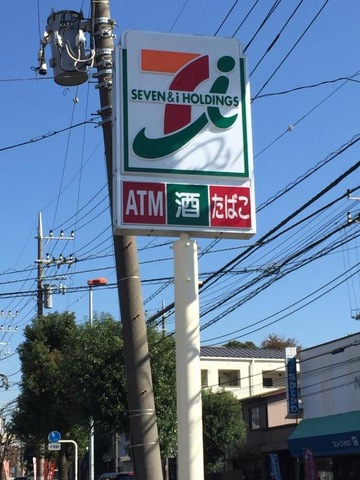 SEVEN & i HOLDINGS
ATM 酒 たばこ